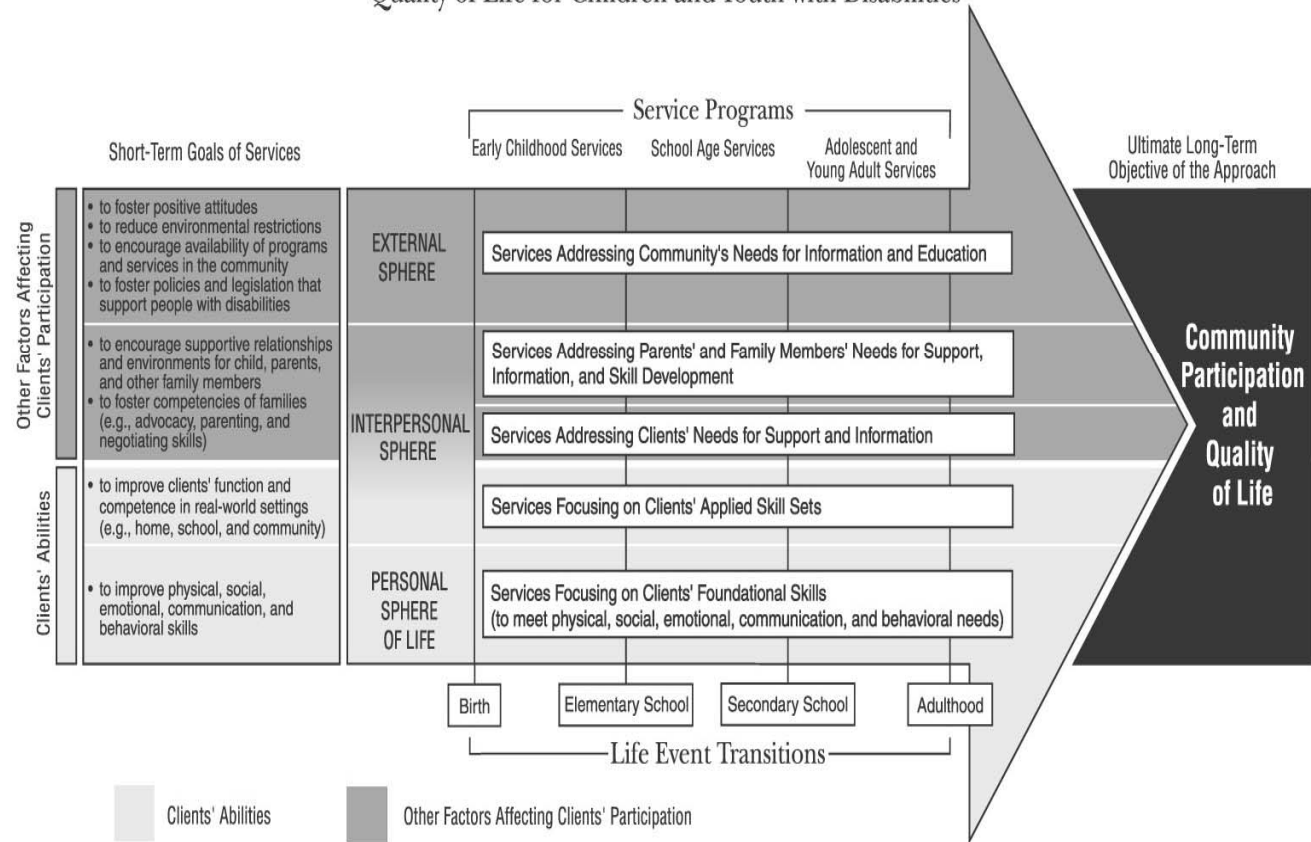 Quality of Life for Children and Youth with Disabilities
Service Programs
Short-Term Goals of Services
Early Childhood Services
School Age Services
Adolescent and
Young Adult Services
Ultimate Long-Term
Objective of the Approach
Other Factors Affecting
Clients' Participation
• to foster positive attitudes
• to reduce environmental restrictions
• to encourage availability of programs
and services in the community
• to foster policies and legislation that
support people with disabilities
EXTERNAL
SPHERE
Services Addressing Community's Needs for Information and Education
• to encourage supportive relationships
and environments for child, parents,
and other family members
• to foster competencies of families
(e.g., advocacy, parenting, and
negotiating skills)
INTERPERSONAL
SPHERE
Services Addressing Parents' and Family Members' Needs for Support,
Information, and Skill Development
Services Addressing Clients' Needs for Support and Information
Community
Participation
and
Quality
of Life
Clients' Abilities
• to improve clients' function and
competence in real-world settings
(e.g., home, school, and community)
Services Focusing on Clients' Applied Skill Sets
• to improve physical, social,
emotional, communication, and
behavioral skills
PERSONAL
SPHERE
OF LIFE
Services Focusing on Clients' Foundational Skills
(to meet physical, social, emotional, communication, and behavioral needs)
Birth
Elementary School
Secondary School
Adulthood
Life Event Transitions
Clients' Abilities
Other Factors Affecting Clients' Participation